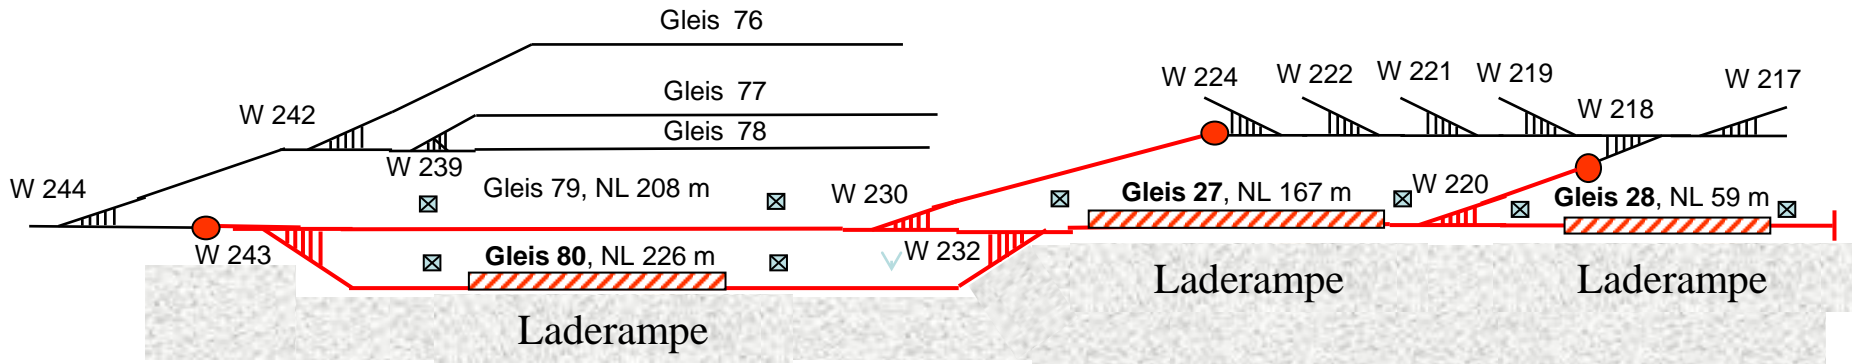 Gleis 76
W 224
W 222
W 221
W 219
W 217
Gleis 77
W 242
W 218
Gleis 78
W 239
W 244
Gleis 79, NL 208 m
W 230
Gleis 27, NL 167 m
W 220
Gleis 28, NL 59 m
W 243
Gleis 80, NL 226 m
W 232
Laderampe
Laderampe
Laderampe